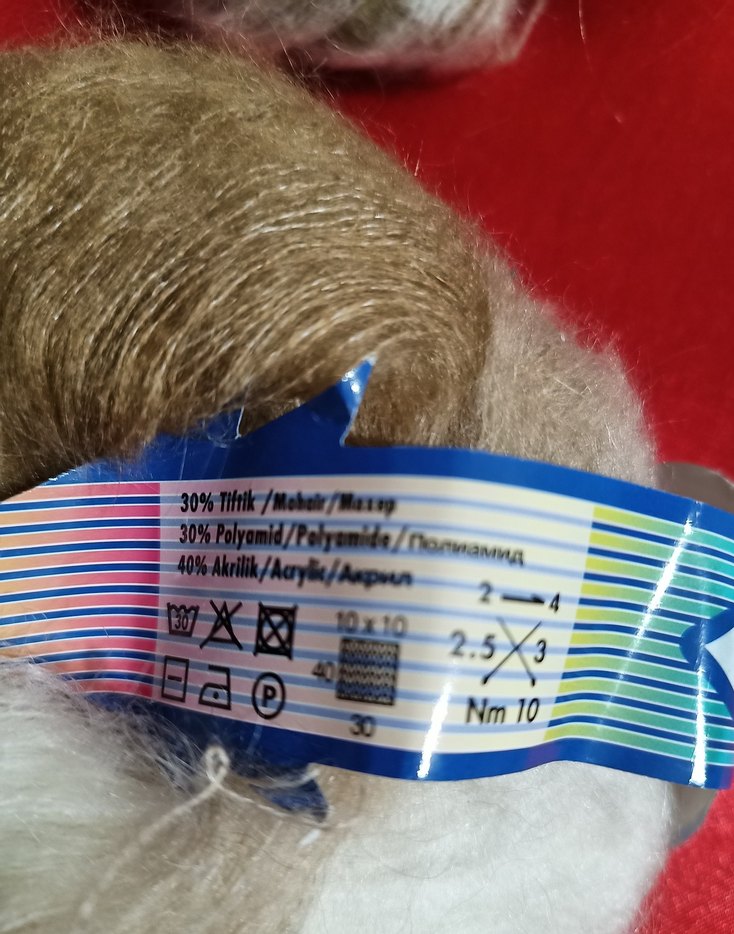 30% Tiftik /Mohair/Мохер
30% Polyamid/Polyamide/Полиамид
40% Akrilik/Acrylic/Акрил
2 4
30
10 x 10
2.5 3
40
P
30
Nm 10